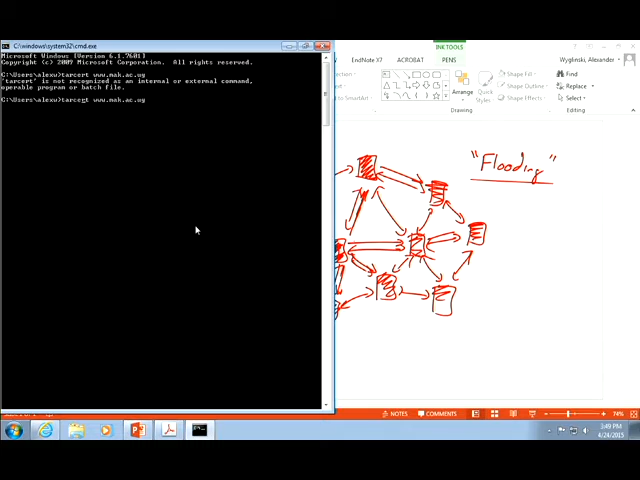 C:\windows\system32\cmd.exe
Microsoft Windows [Version 6.1.7601]
Copyright (c) 2009 Microsoft Corporation. All rights reserved.
C:\Users\alexw>tarcert www.mak.ac.ug
'tarcert' is not recognized as an internal or external command,
operable program or batch file.
C:\Users\alexw>tarcert www.mak.ac.ug
INK TOOLS
EndNote X7
ACROBAT
PENS
Wyglinski, Alexander
Arrange
Quick
Shape Fill
Shape Outline
Shape Effects
Find
Replace
Select
to SmartArt
Drawing
Editing
"Flooding"
NOTES
COMMENTS
74%
3:49 PM
4/24/2015